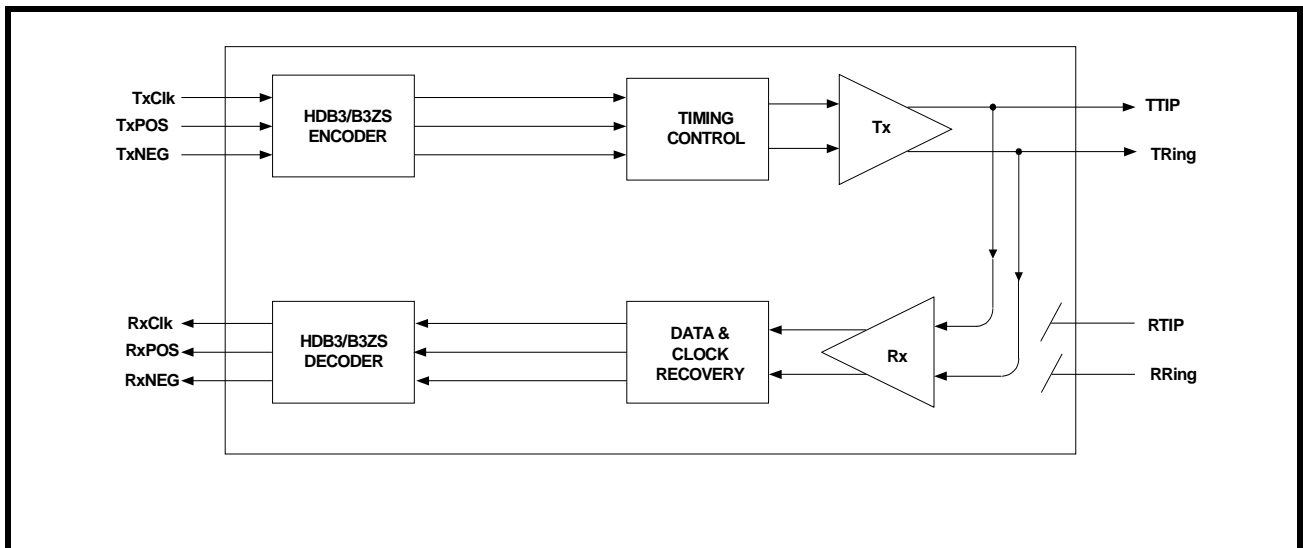 TxClk
TxPOS
TxNEG
HDB3/B3ZS
ENCODER
TIMING
CONTROL
Tx
TTIP
TRing
RxClk
RxPOS
RxNEG
HDB3/B3ZS
DECODER
DATA &
CLOCK
RECOVERY
Rx
RTIP
RRing